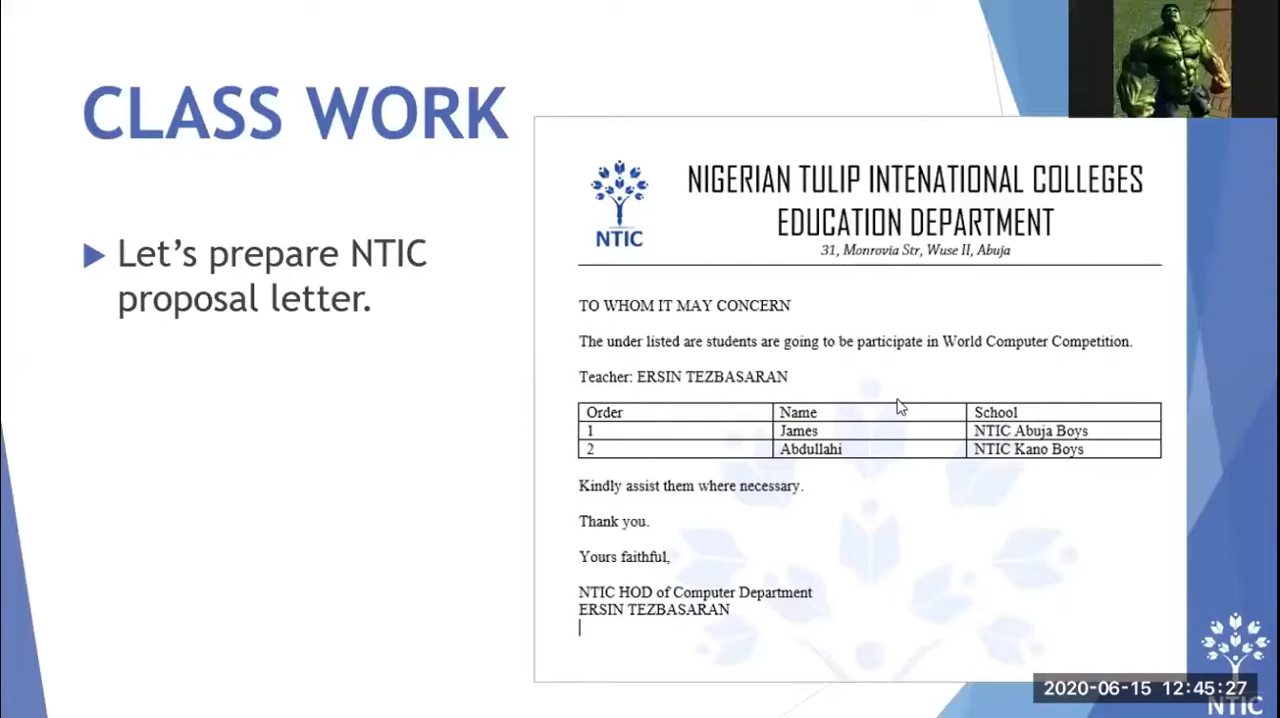 CLASS WORK
Let's prepare NTIC
proposal letter.
NTIC
NIGERIAN TULIP INTENATIONAL COLLEGES
EDUCATION DEPARTMENT
31, Monrovia Str, Wuse II, Abuja
TO WHOM IT MAY CONCERN
The under listed are students are going to be participate in World Computer Competition.
Teacher: ERSIN TEZBASARAN
Order Name School
1 James NTIC Abuja Boys
2 Abdullahi NTIC Kano Boys
Kindly assist them where necessary.
Thank you.
Yours faithful,
NTIC HOD of Computer Department
ERSIN TEZBASARAN
2020-06-15 12:45:27
NTIC